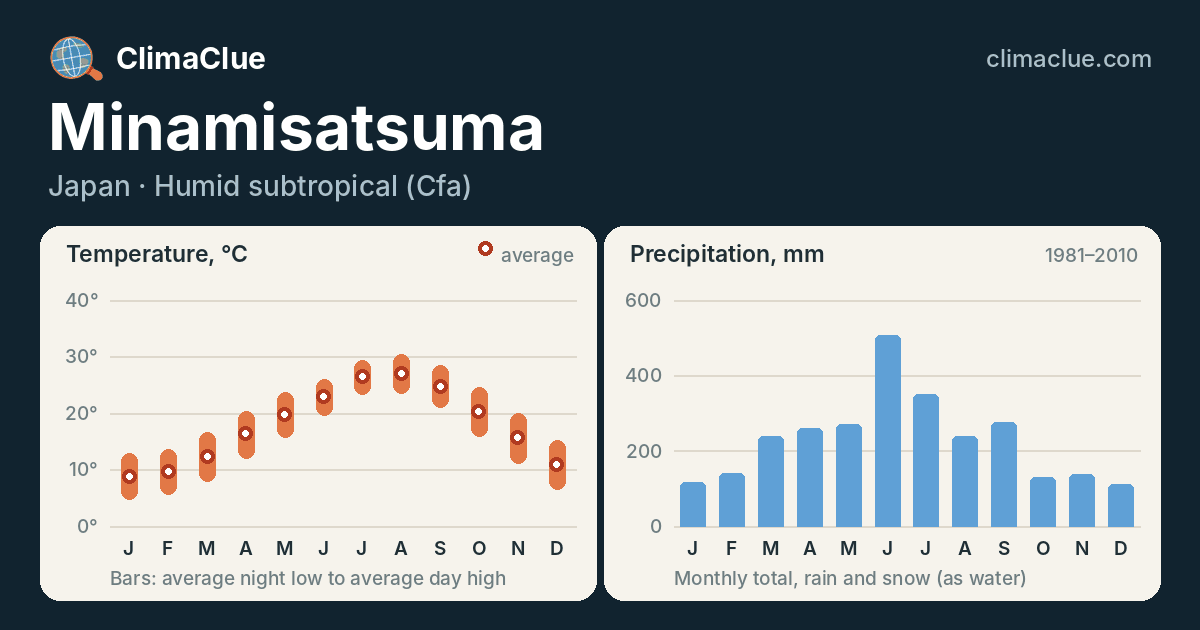 ClimaClue
climaclue.com
Minamisatsuma
Japan · Humid subtropical (Cfa)
Temperature, °C
average
40°
30°
20°
10°
0°
J F M A M J J A S O N D
Bars: average night low to average day high
Precipitation, mm
1981–2010
600
400
200
0
J F M A M J J A S O N D
Monthly total, rain and snow (as water)